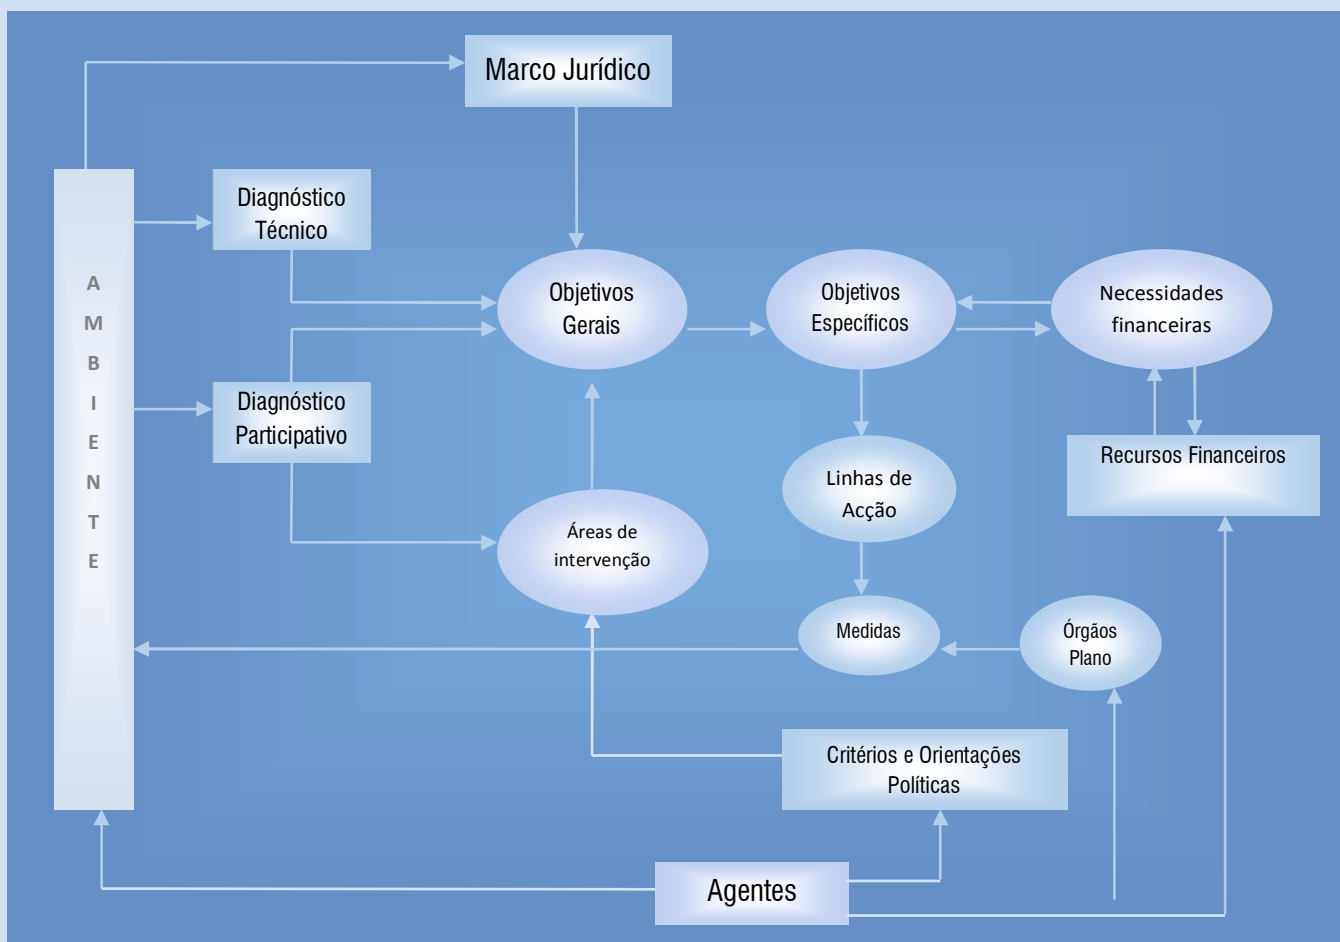 Marco Jurídico
Diagnóstico
Técnico
A
M
B
I
E
N
T
E
Objetivos
Gerais
Objetivos
Específicos
Necessidades
financeiras
Diagnóstico
Participativo
Recursos Financeiros
Linhas de
Acção
Áreas de
intervenção
Medidas
Órgãos
Plano
Critérios e Orientações
Políticas
Agentes